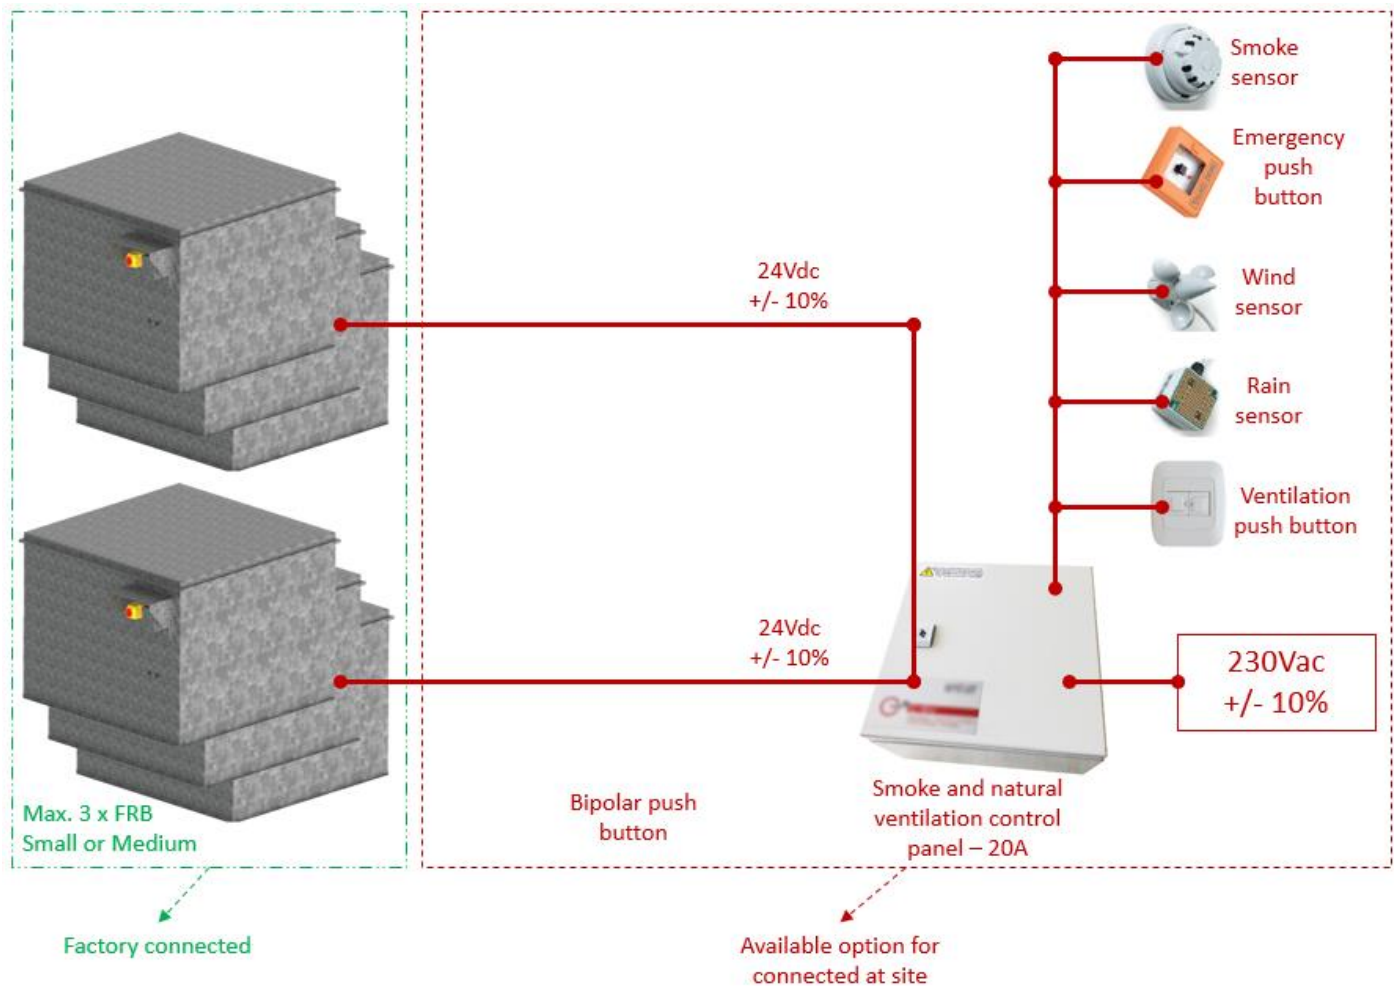 Smoke
sensor
Emergency
push
button
24Vdc
+/- 10%
Wind
sensor
Rain
sensor
Ventilation
push button
24Vdc
+/- 10%
230Vac
+/- 10%
Max. 3 x FRB
Small or Medium
Bipolar push
button
Smoke and natural
ventilation control
panel – 20A
Factory connected
Available option for
connected at site